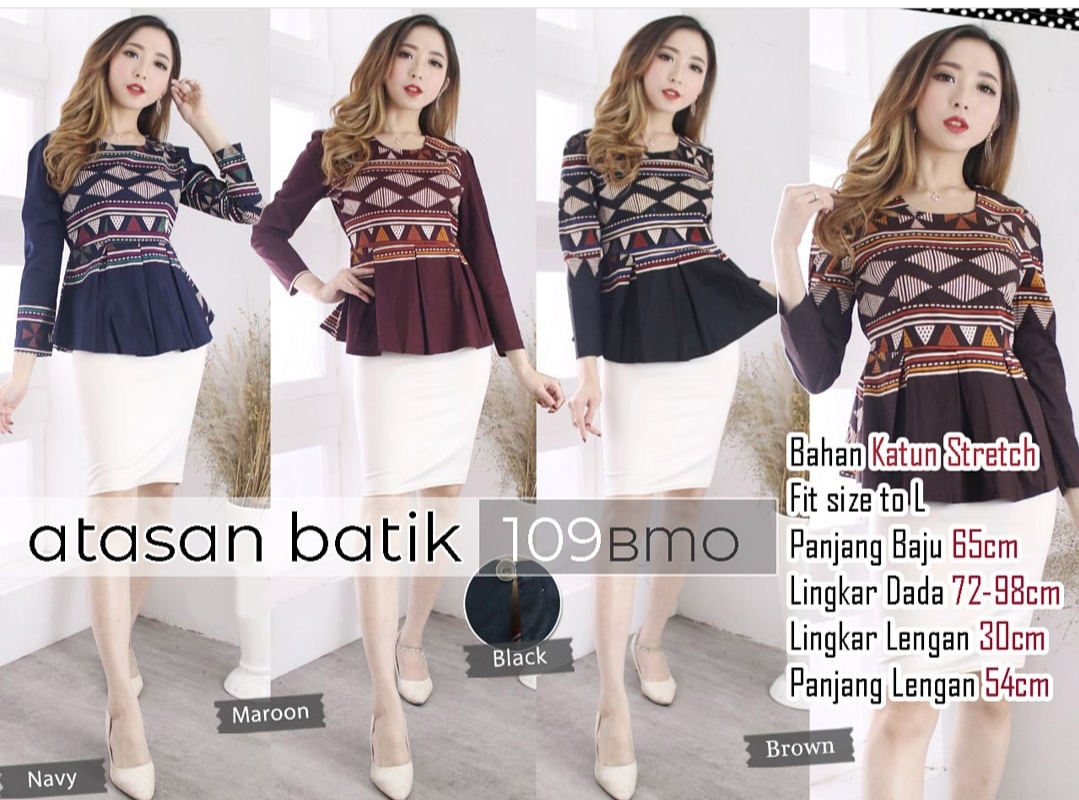 Bahan Katun Stretch
Fit size to L
Panjang Baju 65cm
Lingkar Dada 72-98cm
Lingkar Lengan 30cm
Panjang Lengan 54cm
atasan batik 109BMO
Black
Maroon
Brown
Navy